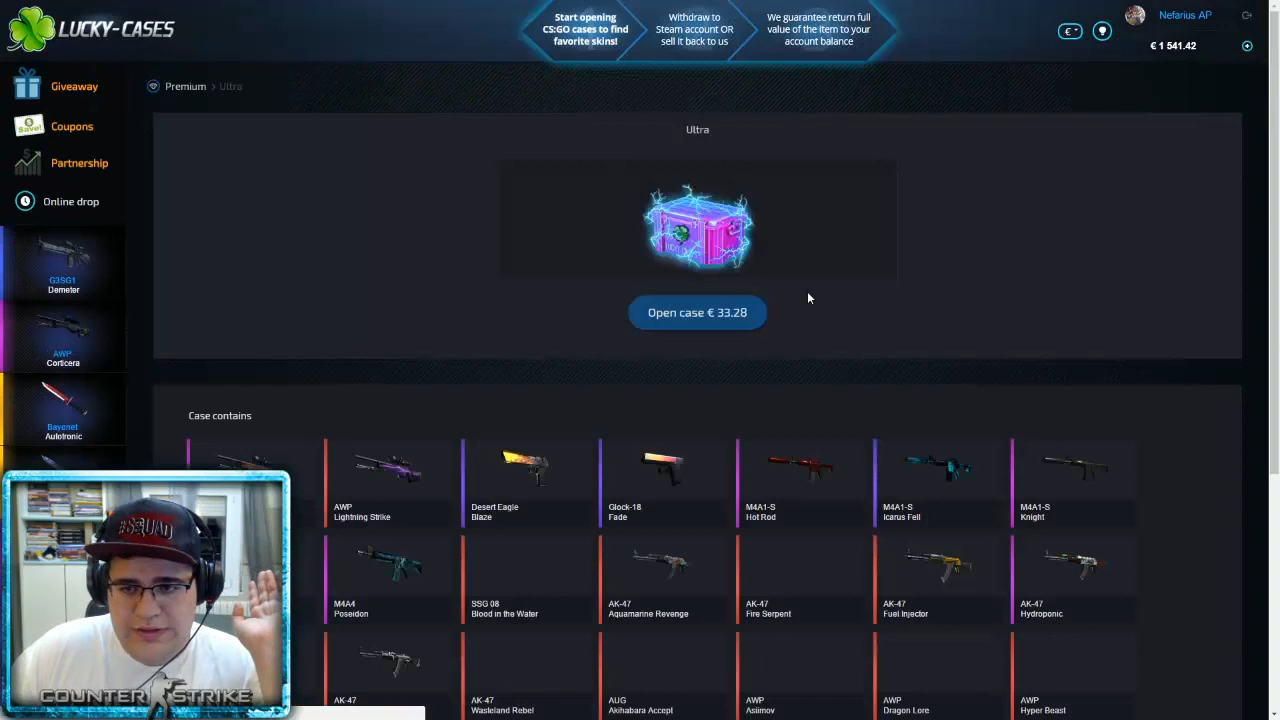 LUCKY-CASES
Start opening
CS:GO cases to find
favorite skins!
Withdraw to
Steam account OR
sell it back to us
We guarantee return full
value of the item to your
account balance
€
Nefarius AP
€ 1 541.42
Giveaway
Save!
Coupons
Partnership
Online drop
Premium > Ultra
Ultra
Open case € 33.28
G3SG1
Demeter
AWP
Corticera
Bayonet
Autotronic
Case contains
AWP
Lightning Strike
Desert Eagle
Blaze
Glock-18
Fade
M4A1-S
Hot Rod
M4A1-S
Icarus Fell
M4A1-S
Knight
M4A4
Poseidon
SSG 08
Blood in the Water
AK-47
Aquamarine Revenge
AK-47
Fire Serpent
AK-47
Fuel Injector
AK-47
Hydroponic
AK-47
AK-47
Wasteland Rebel
AUG
Akihabara Accept
AWP
Asiimov
AWP
Dragon Lore
AWP
Hyper Beast
#SQUAD
COUNTER STRIKE